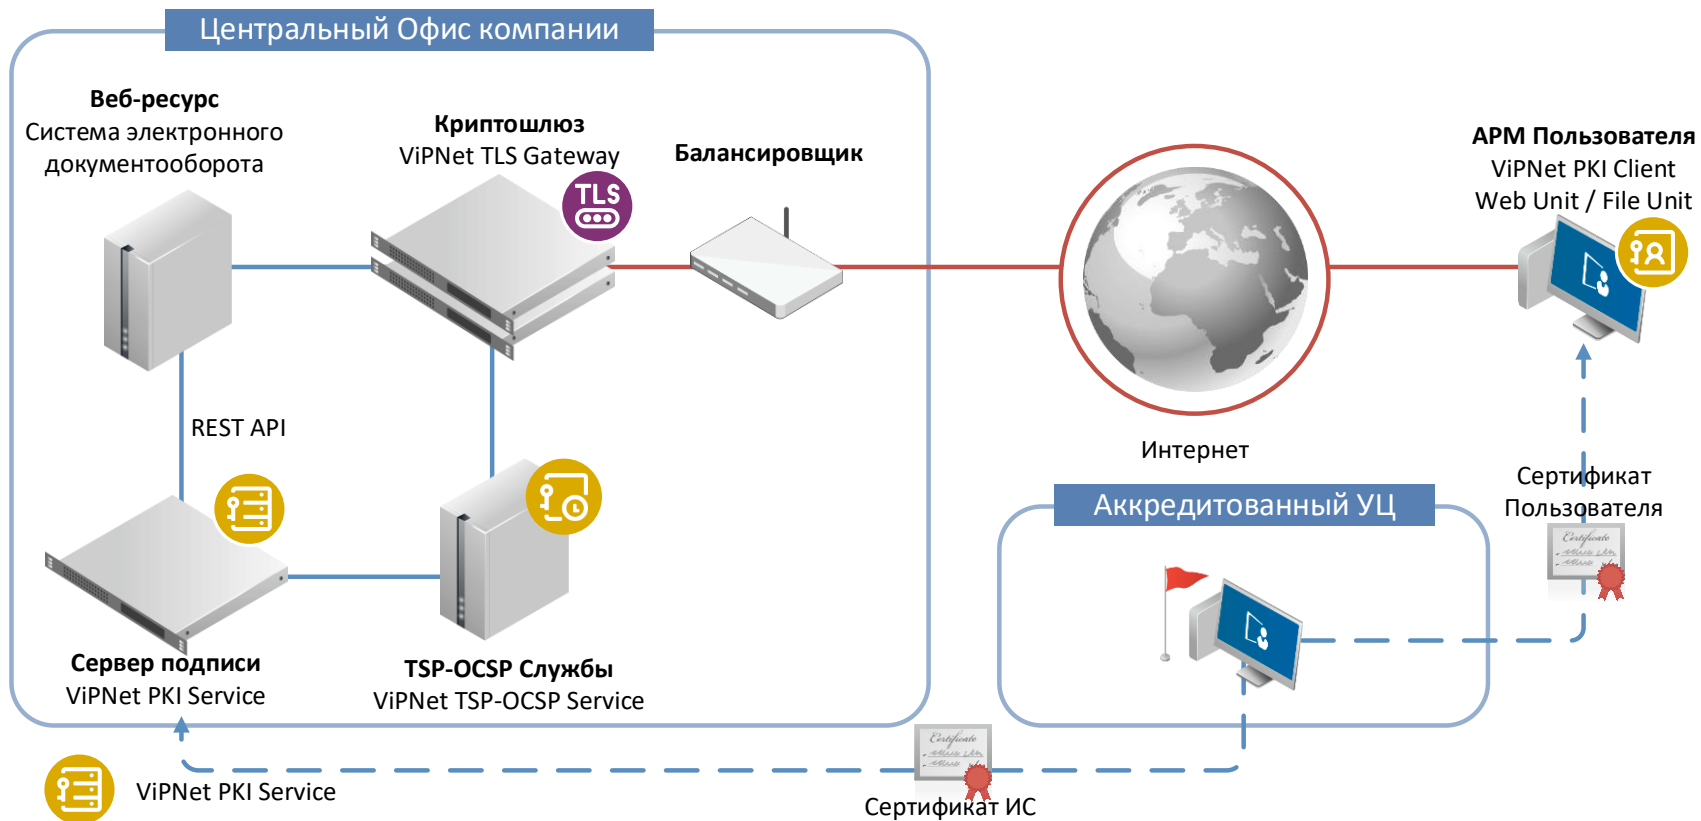 Центральный Офис компании
Веб-ресурс
Система электронного
документооборота
Криптошлюз
ViPNet TLS Gateway
TLS
Балансировщик
АРМ Пользователя
ViPNet PKI Client
Web Unit / File Unit
REST API
Интернет
Сертификат
Пользователя
Certificate
Аккредитованный УЦ
Сервер подписи
ViPNet PKI Service
TSP-OCSP Службы
ViPNet TSP-OCSP Service
Certificate
ViPNet PKI Service
Сертификат ИС